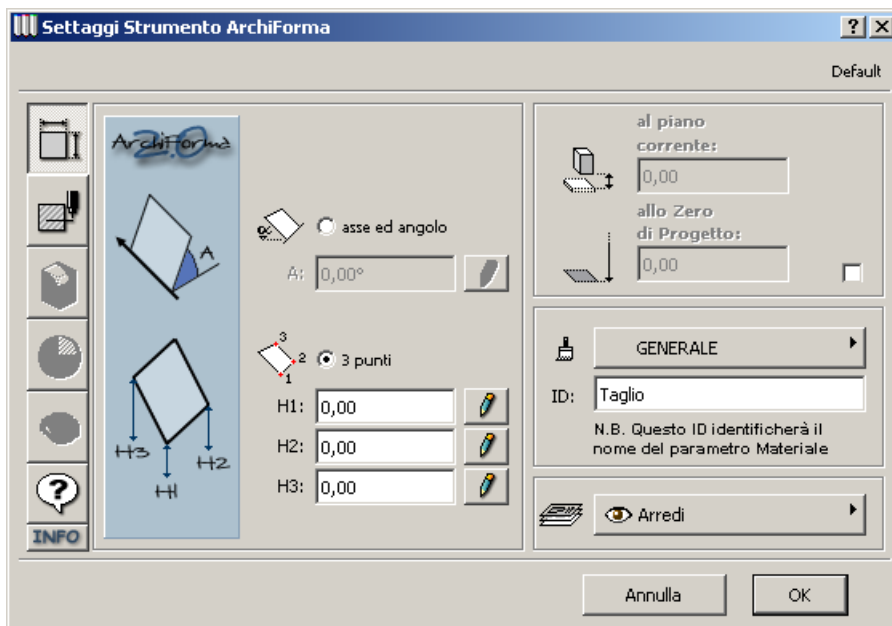 Settaggi Strumento ArchiForma
Default
ArchiForma
2.0
A
H3
H1
H2
INFO
α
asse ed angolo
A: 0,00°
3
2
1
3 punti
H1: 0,00
H2: 0,00
H3: 0,00
al piano
corrente:
0,00
allo Zero
di Progetto:
0,00
GENERALE
ID: Taglio
N.B. Questo ID identificherà il
nome del parametro Materiale
Arredi
Annulla
OK